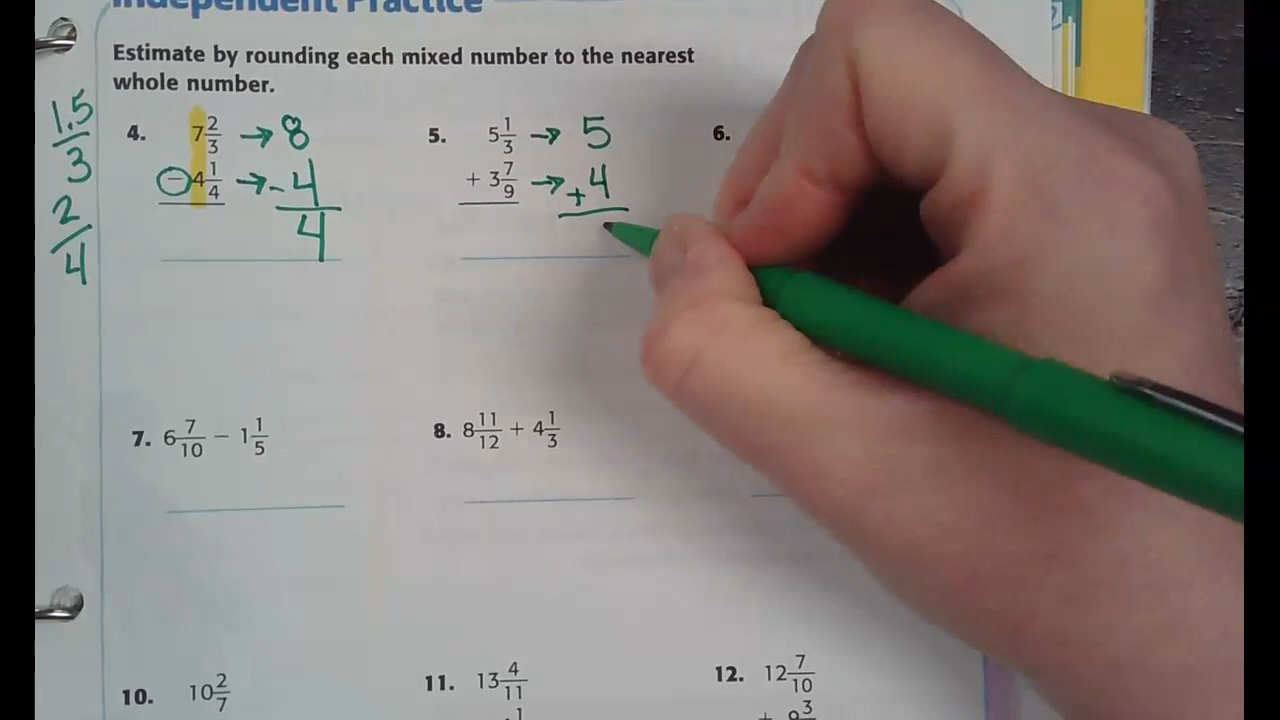 Independent Practice
Estimate by rounding each mixed number to the nearest
whole number.
1.5/3
2/4
4. 7 2/3 → 8
− 4 1/4 → - 4
4
5. 5 1/3 → 5
+ 3 7/9 → + 4
6.
7. 6 7/10 − 1 1/5
8. 8 11/12 + 4 1/3
10. 10 2/7
11. 13 4/11
12. 12 7/10